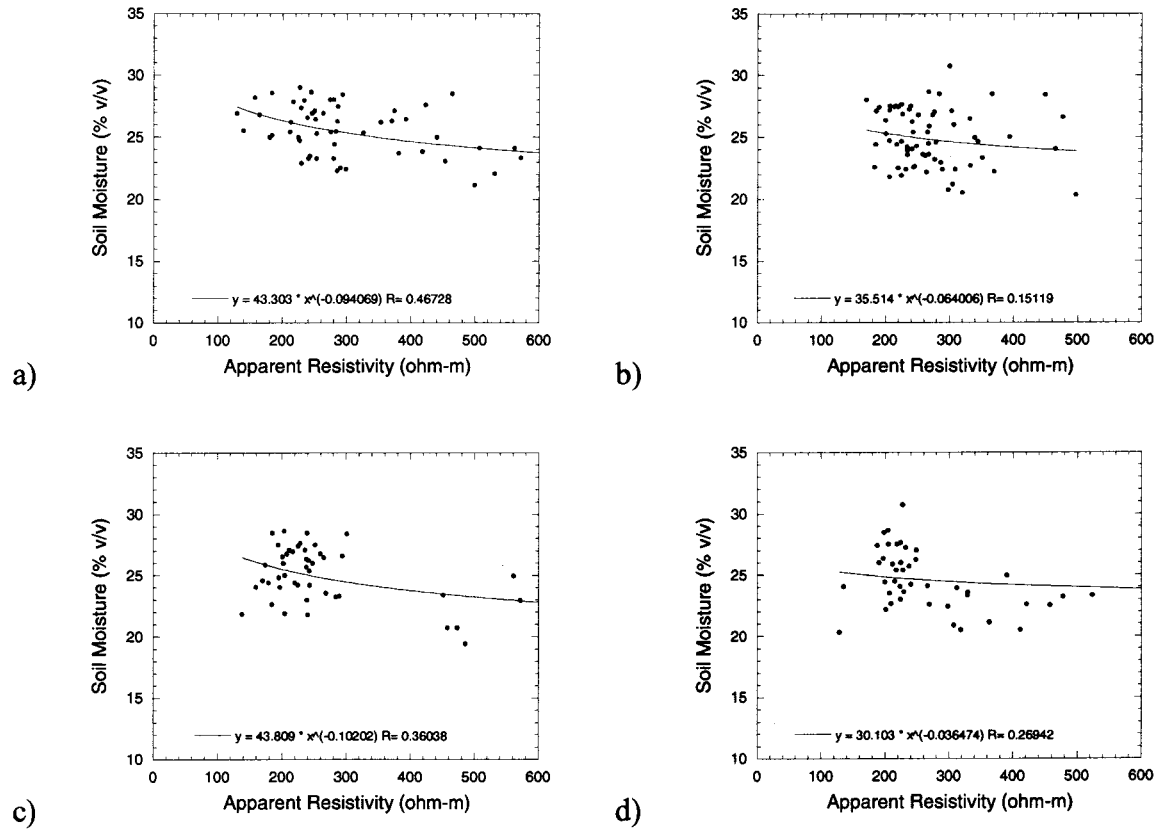 35
30
25
20
15
10
Soil Moisture (% v/v)
y = 43.303 * x^(-0.094069) R= 0.46728
0 100 200 300 400 500 600
Apparent Resistivity (ohm-m)
a)
35
30
25
20
15
10
Soil Moisture (% v/v)
y = 35.514 * x^(-0.064006) R= 0.15119
0 100 200 300 400 500 600
Apparent Resistivity (ohm-m)
b)
35
30
25
20
15
10
Soil Moisture (% v/v)
y = 43.809 * x^(-0.10202) R= 0.36038
0 100 200 300 400 500 600
Apparent Resistivity (ohm-m)
c)
35
30
25
20
15
10
Soil Moisture (% v/v)
y = 30.103 * x^(-0.036474) R= 0.26942
0 100 200 300 400 500 600
Apparent Resistivity (ohm-m)
d)